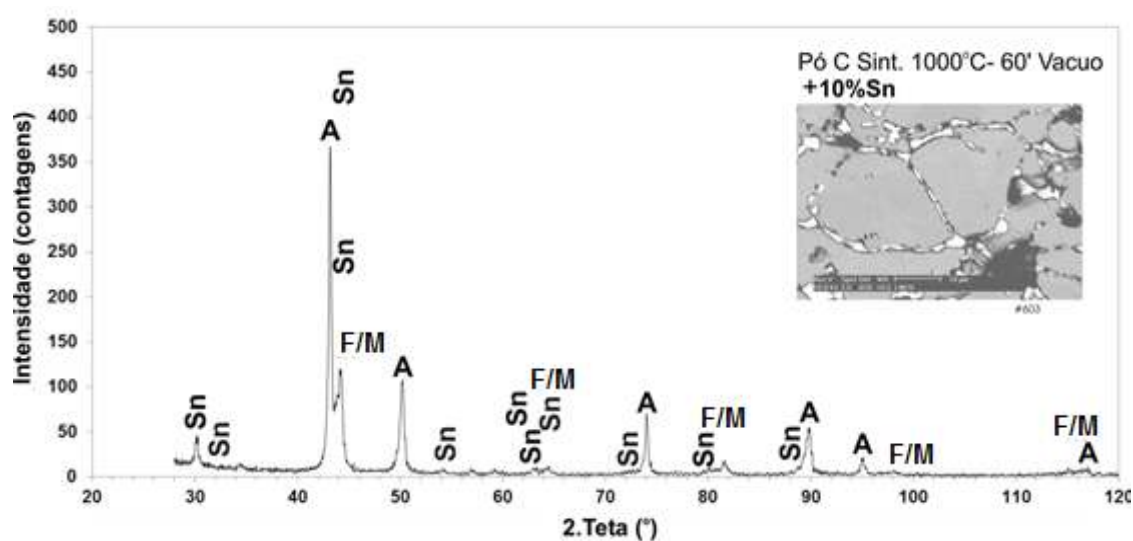 500
450
400
350
300
250
200
150
100
50
0
Intensidade (contagens)
20
30
40
50
60
70
80
90
100
110
120
2.Teta (°)
Pó C Sint. 1000°C- 60' Vacuo
+10%Sn
#603
Sn
Sn
A
Sn
Sn
F/M
A
Sn
Sn
Sn
F/M
Sn
A
Sn
Sn
F/M
Sn
A
A
F/M
F/M
A